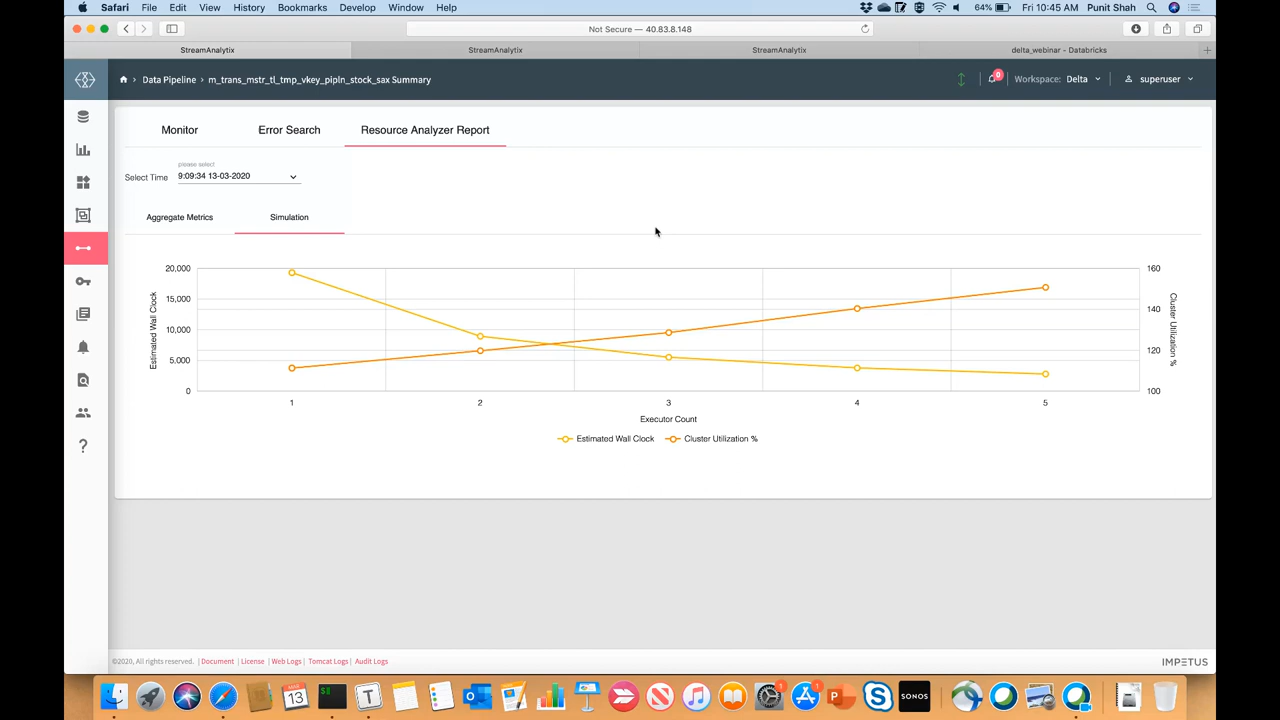 Safari File Edit View History Bookmarks Develop Window Help 64% Fri 10:45 AM Punit Shah
Not Secure — 40.83.8.148
StreamAnalytix StreamAnalytix StreamAnalytix delta_webinar - Databricks
Data Pipeline › m_trans_mstr_tl_tmp_vkey_pipln_stock_sax Summary 0 Workspace: Delta superuser
Monitor Error Search Resource Analyzer Report
please select
Select Time 9:09:34 13-03-2020
Aggregate Metrics Simulation
20,000 160
15,000 140
10,000 120
5,000
0 100
Estimated Wall Clock
Cluster Utilization %
1 2 3 4 5
Executor Count
Estimated Wall Clock Cluster Utilization %
©2020, All rights reserved. | Document | License | Web Logs | Tomcat Logs | Audit Logs IMPETUS
MAR
13
SONOS
1
1